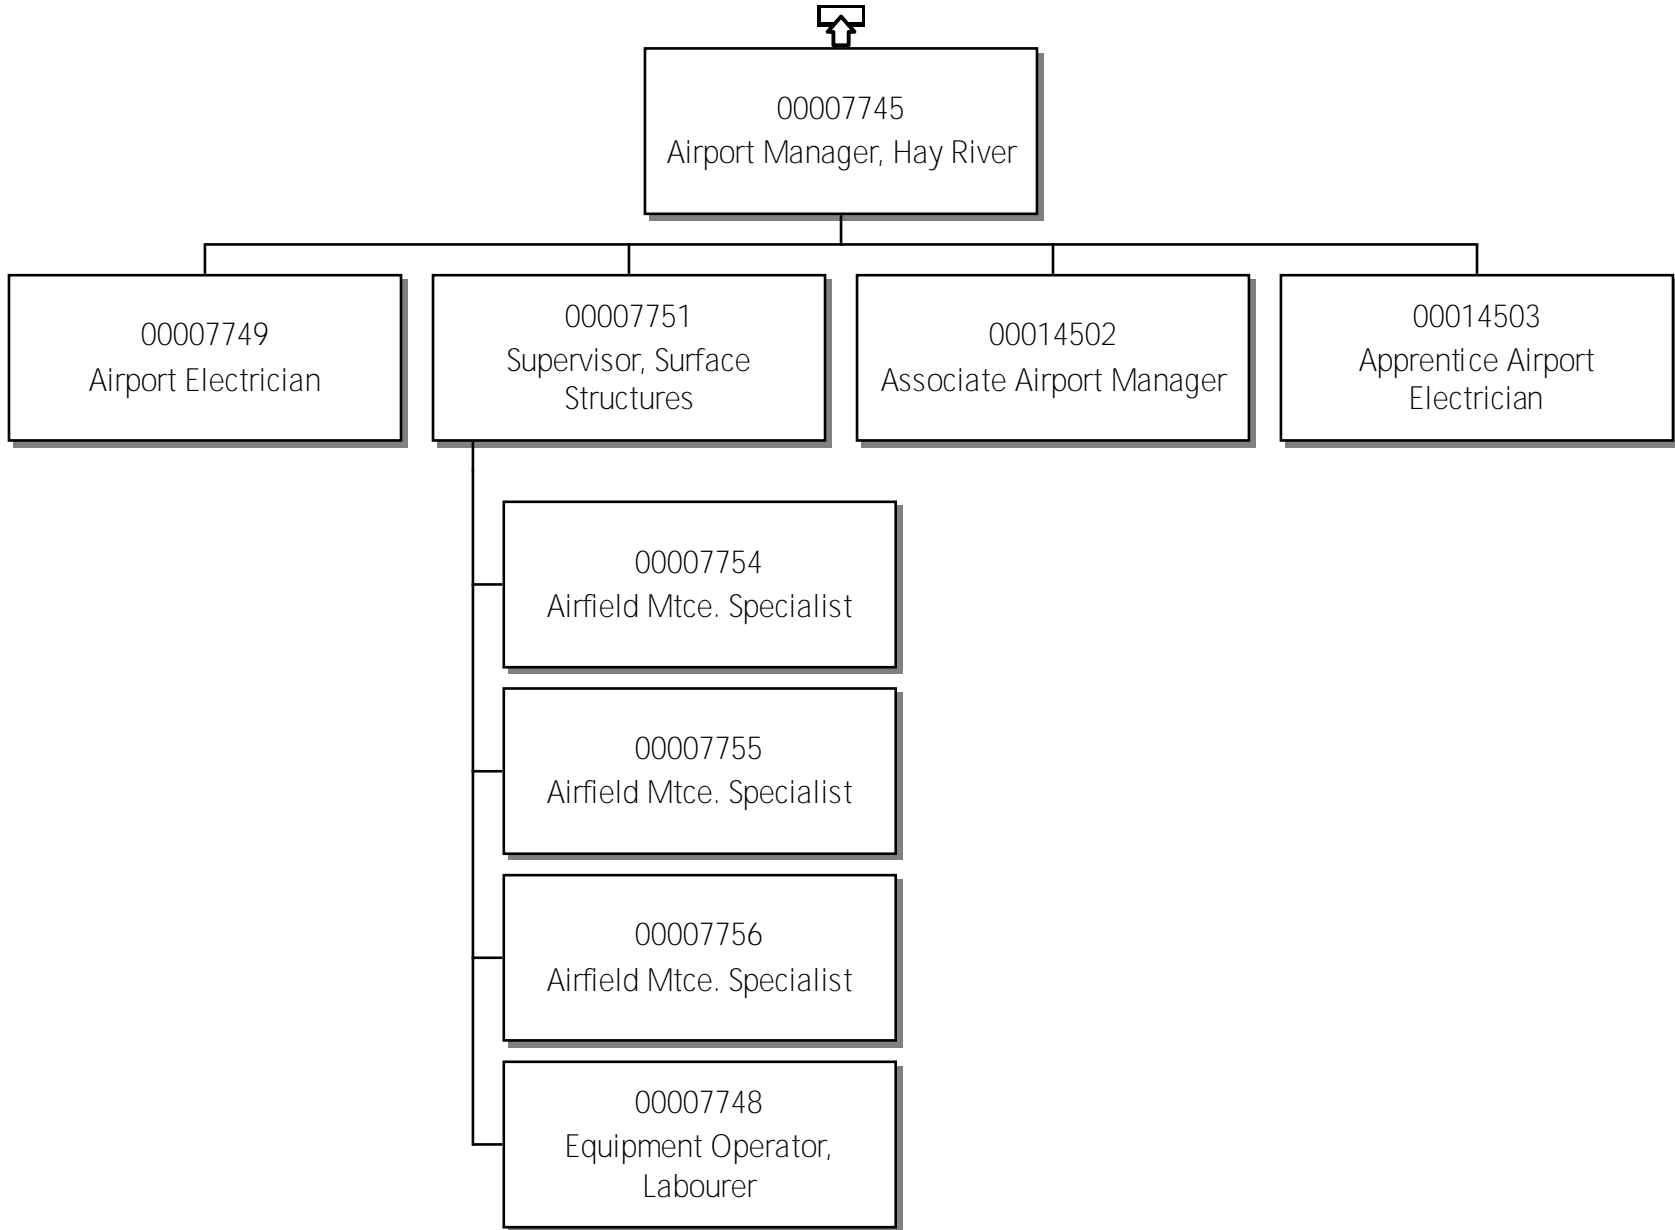 00007745
Airport Manager, Hay River
00007749
Airport Electrician
00007751
Supervisor, Surface
Structures
00014502
Associate Airport Manager
00014503
Apprentice Airport
Electrician
00007754
Airfield Mtce. Specialist
00007755
Airfield Mtce. Specialist
00007756
Airfield Mtce. Specialist
00007748
Equipment Operator,
Labourer